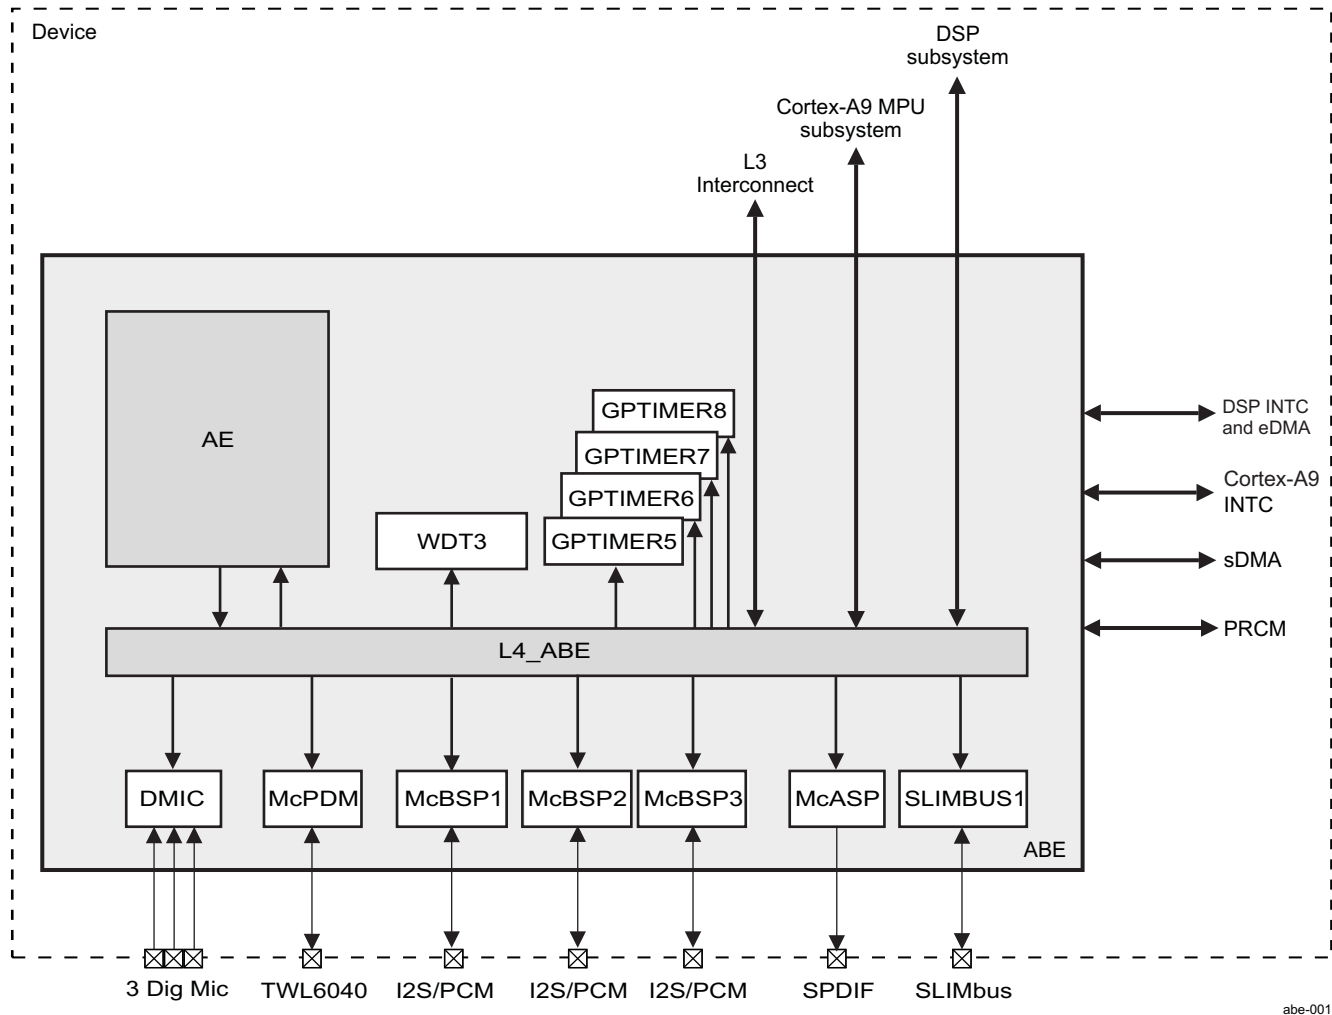 Device
DSP
subsystem
Cortex-A9 MPU
subsystem
L3
Interconnect
AE
GPTIMER8
GPTIMER7
GPTIMER6
GPTIMER5
WDT3
DSP INTC
and eDMA
Cortex-A9
INTC
sDMA
PRCM
L4_ABE
DMIC
McPDM
McBSP1
McBSP2
McBSP3
McASP
SLIMBUS1
ABE
3 Dig Mic
TWL6040
I2S/PCM
I2S/PCM
I2S/PCM
SPDIF
SLIMbus
abe-001